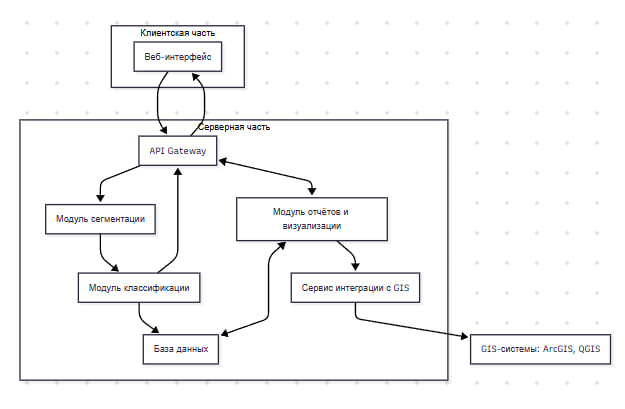 Клиентская часть
Веб-интерфейс
Серверная часть
API Gateway
Модуль сегментации
Модуль отчётов и
визуализации
Модуль классификации
Сервис интеграции с GIS
База данных
GIS-системы: ArcGIS, QGIS